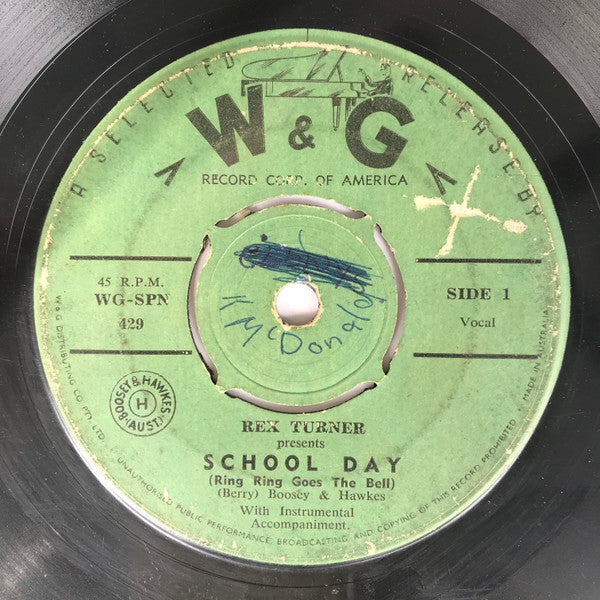 A SELECTED RELEASE BY
W & G
RECORD CORP. OF AMERICA
45 R.P.M.
WG-SPN
429
SIDE 1
Vocal
McDonald
BOOSEY & HAWKES
H
(AUST.)
REX TURNER
presents
SCHOOL DAY
(Ring Ring Goes The Bell)
(Berry) Boosey & Hawkes
With Instrumental
Accompaniment.
W & G DISTRIBUTING CO PTY. LTD.
UNAUTHORISED PUBLIC PERFORMANCE BROADCASTING AND COPYING OF THIS RECORD PROHIBITED
MADE IN AUSTRALIA